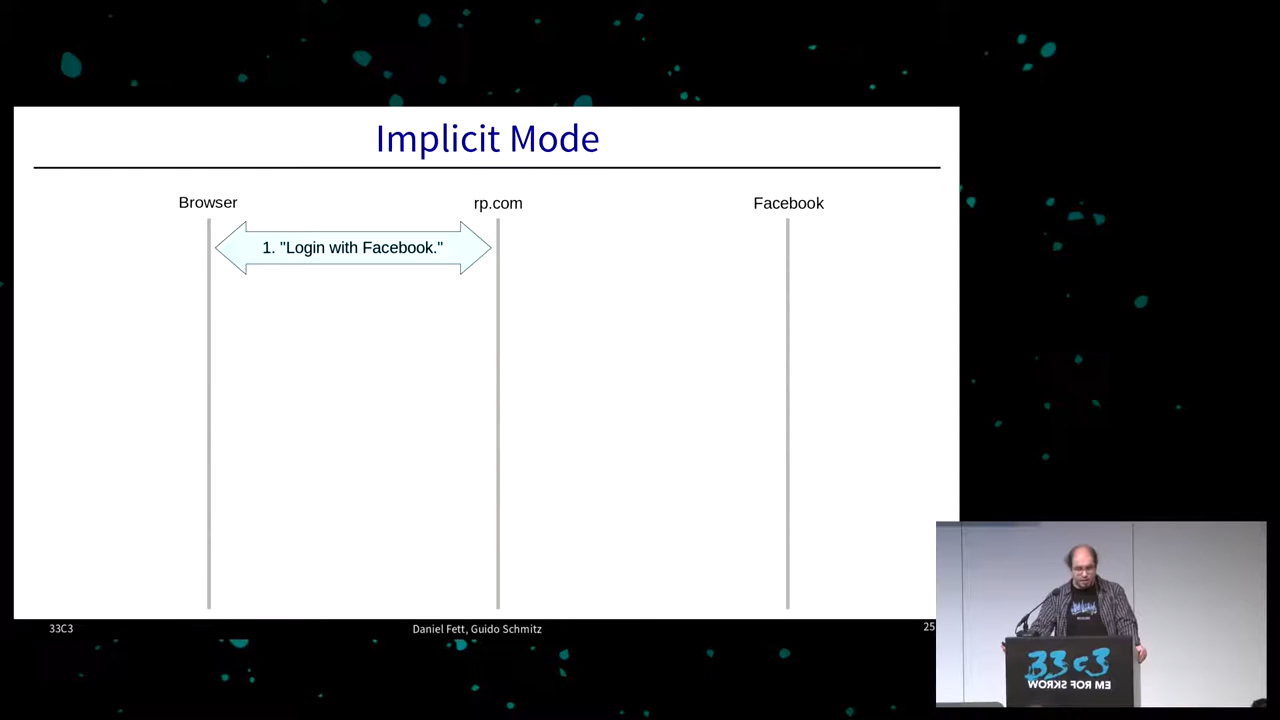 Implicit Mode
Browser
rp.com
Facebook
1. "Login with Facebook."
33C3
Daniel Fett, Guido Schmitz
25
33c3
WORKS FOR ME